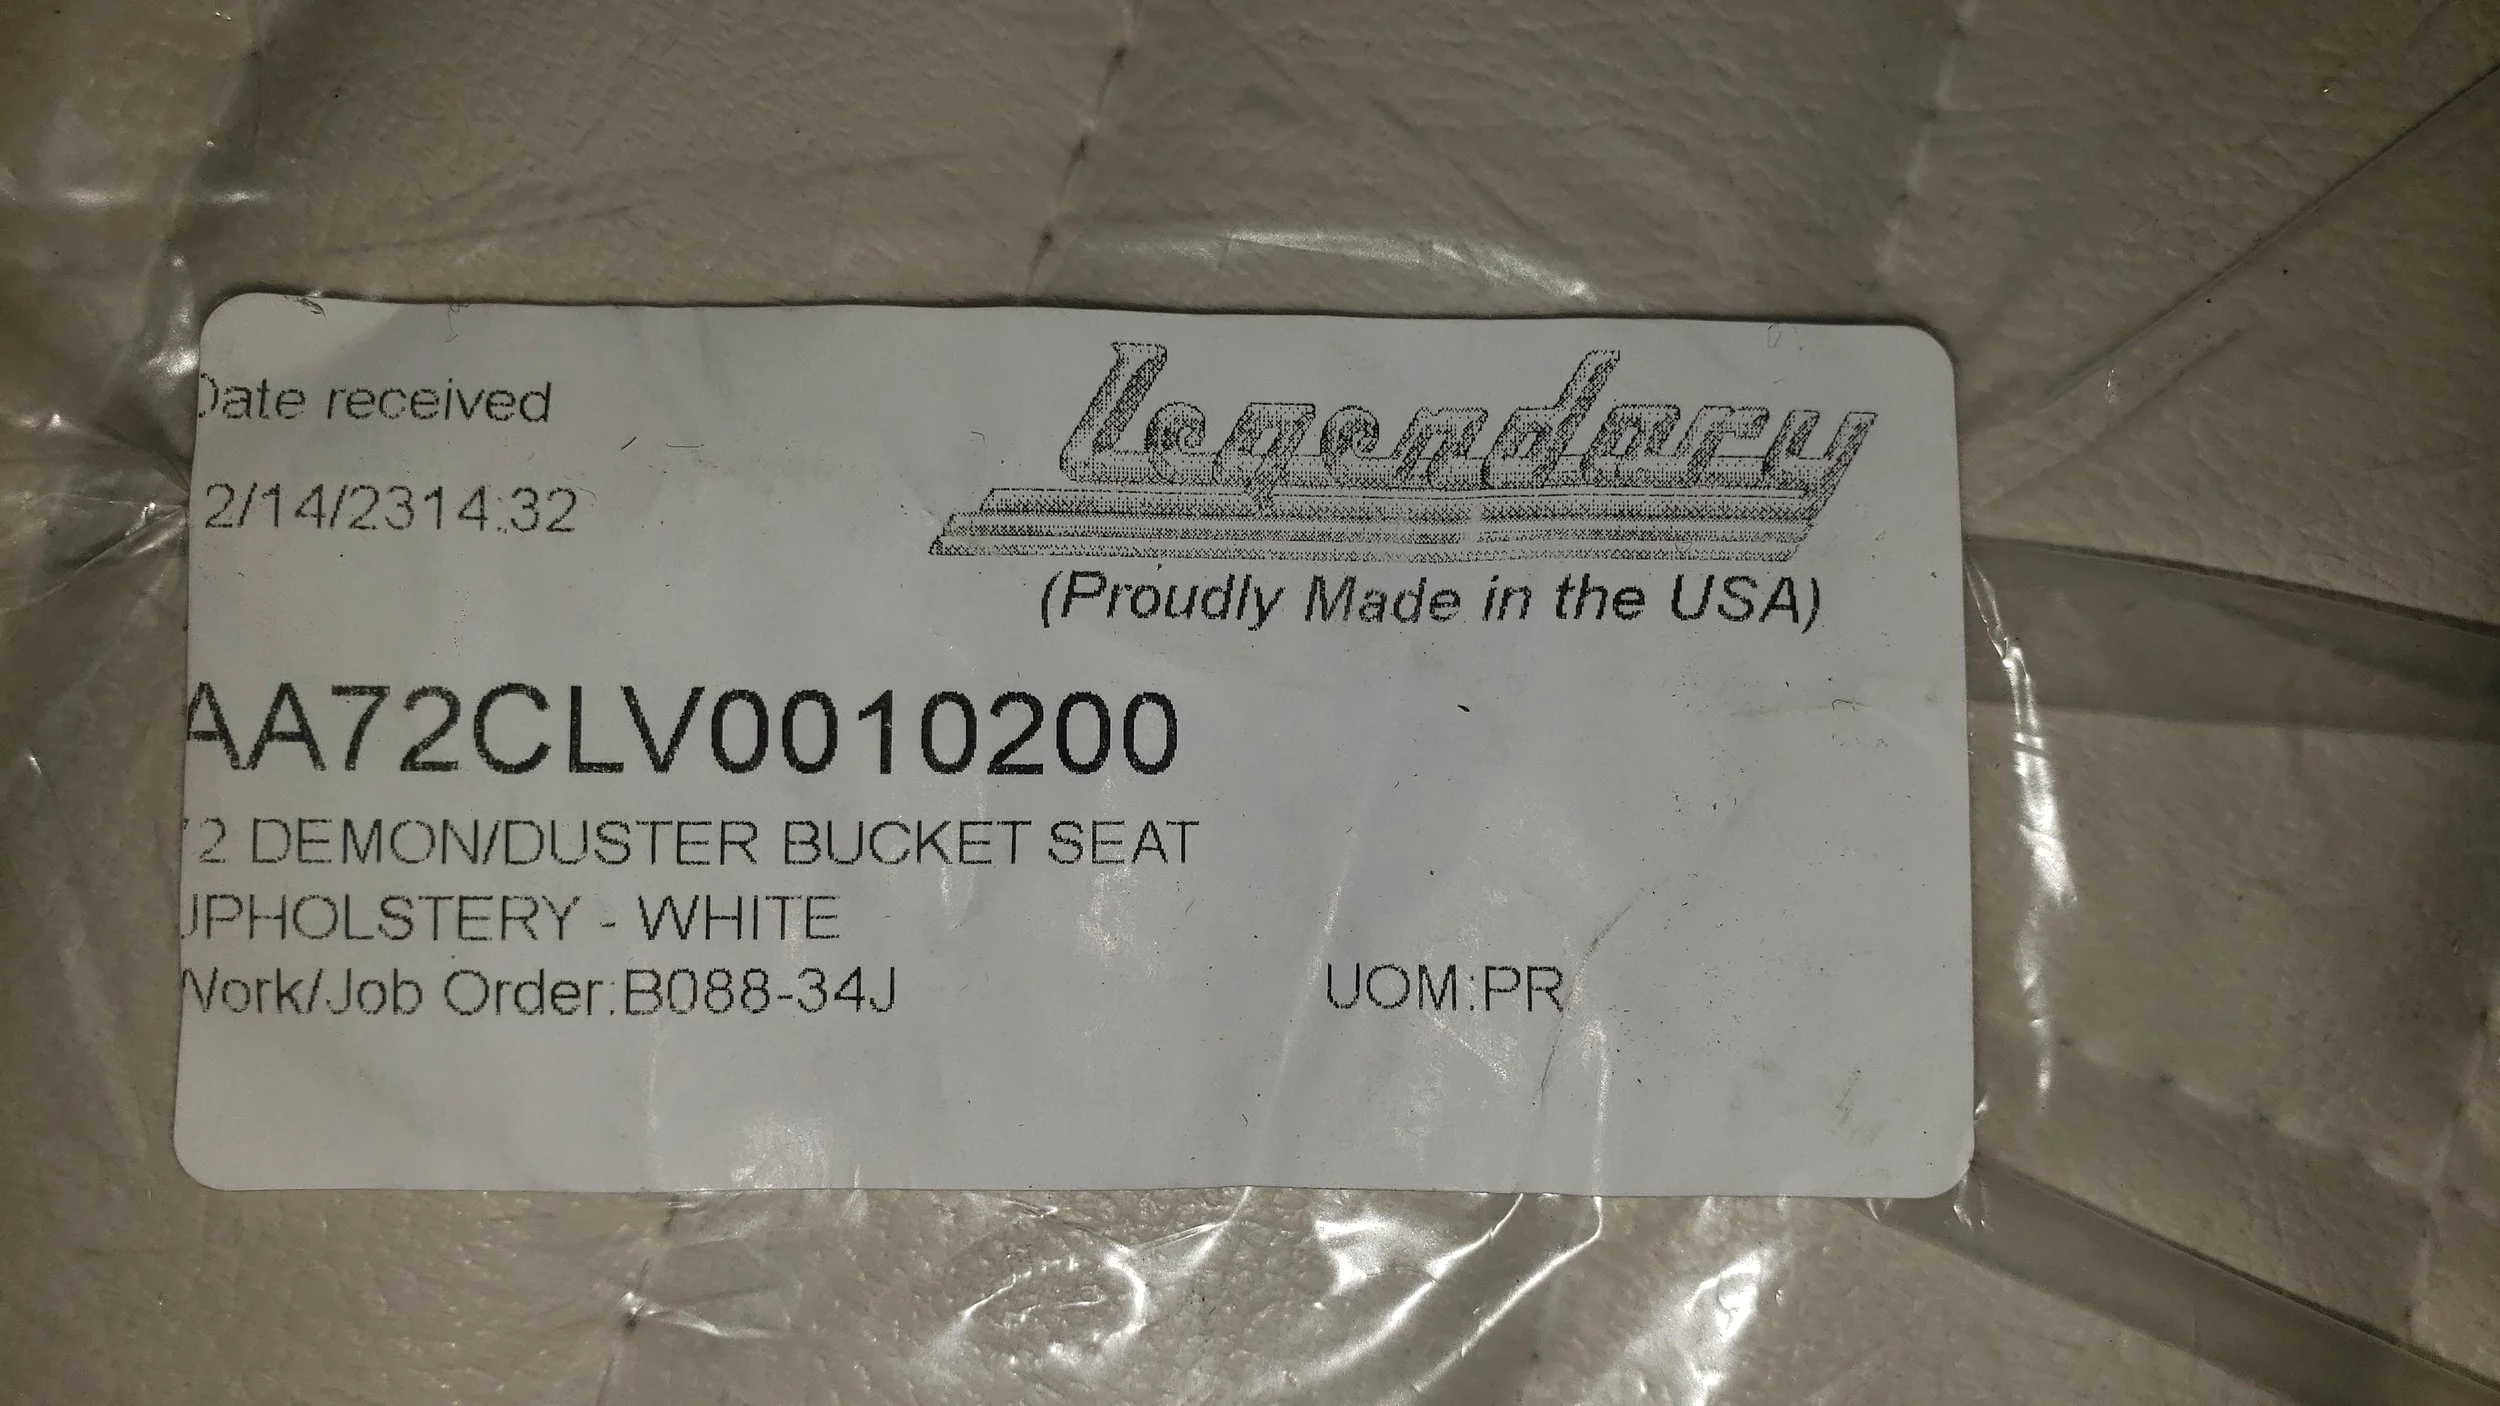 Date received
2/14/2314:32
Legendary
(Proudly Made in the USA)
AA72CLV0010200
'2 DEMON/DUSTER BUCKET SEAT
UPHOLSTERY - WHITE
Work/Job Order:B088-34J UOM:PR